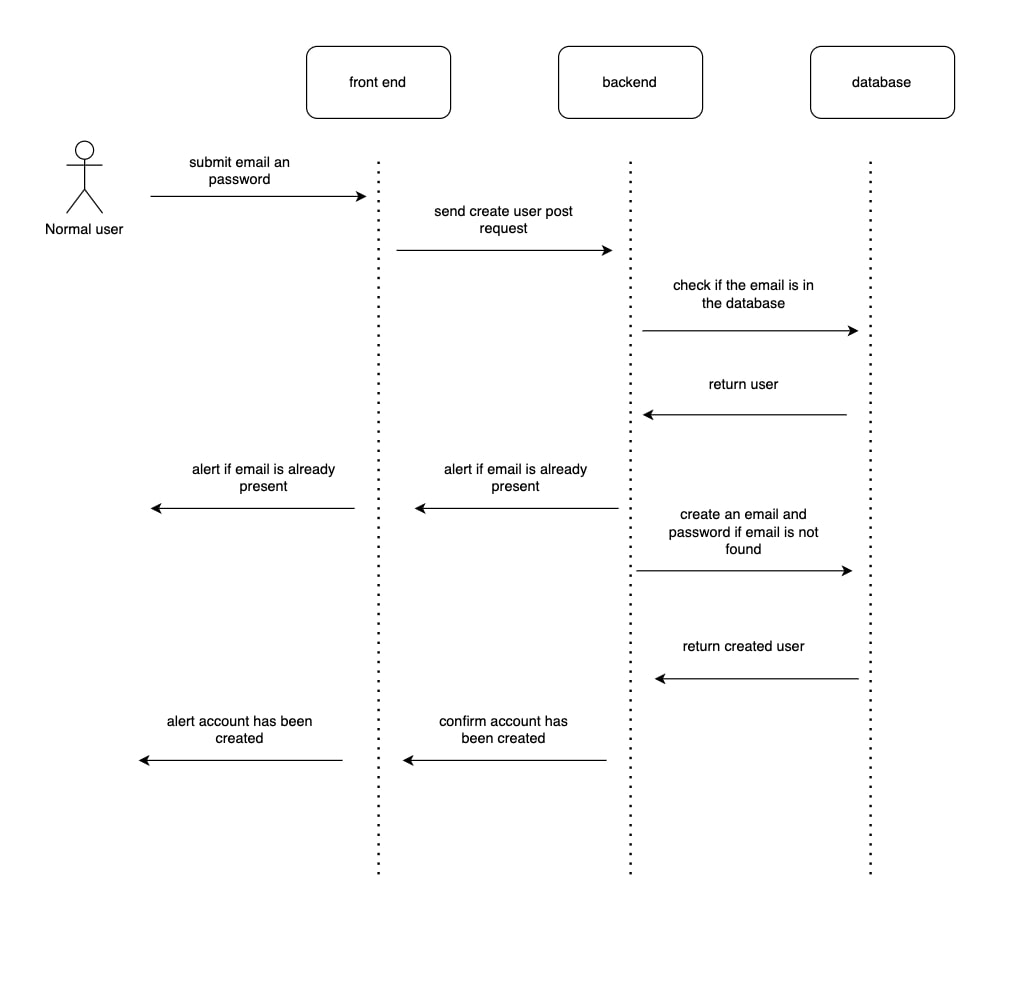 front end
backend
database
submit email an
password
Normal user
send create user post
request
check if the email is in
the database
return user
alert if email is already
present
alert if email is already
present
create an email and
password if email is not
found
return created user
alert account has been
created
confirm account has
been created